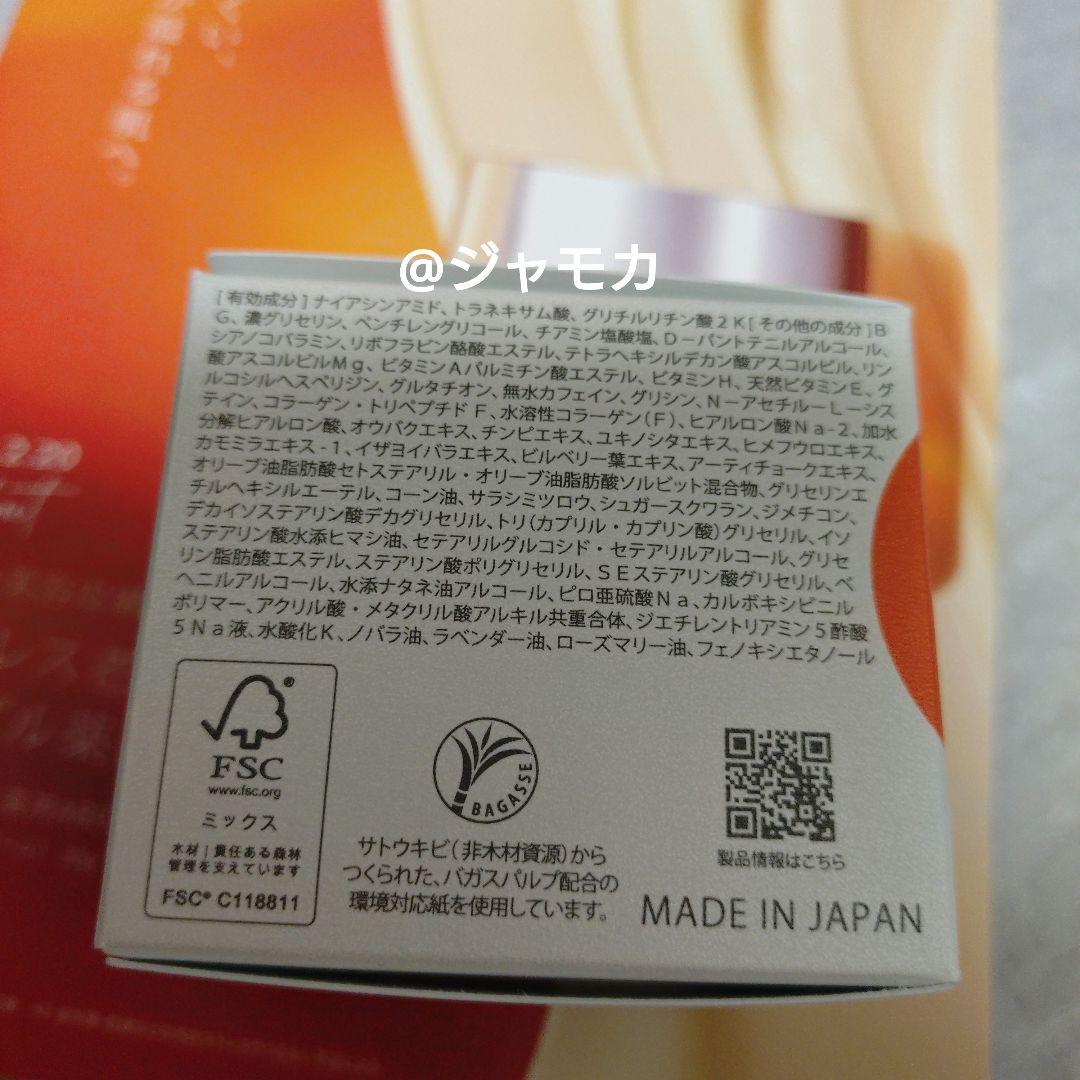 @ジャモカ
[有効成分]ナイアシンアミド、トラネキサム酸、グリチルリチン酸2K[その他の成分]B
G、濃グリセリン、ペンチレングリコール、チアミン塩酸塩、D−パントテニルアルコール、
シアノコバラミン、リボフラビン酪酸エステル、テトラヘキシルデカン酸アスコルビル、リン
酸アスコルビルMg、ビタミンAパルミチン酸エステル、ビタミンH、天然ビタミンE、グ
ルコシルヘスペリジン、グルタチオン、無水カフェイン、グリシン、N−アセチル−L−シス
テイン、コラーゲン・トリペプチド F、水溶性コラーゲン(F)、ヒアルロン酸Na-2、加水
分解ヒアルロン酸、オウバクエキス、チンピエキス、ユキノシタエキス、ヒメフウロエキス、
カモミラエキス-1、イザヨイバラエキス、ビルベリー葉エキス、アーティチョークエキス、
オリーブ油脂肪酸セトステアリル・オリーブ油脂肪酸ソルビット混合物、グリセリンエ
チルヘキシルエーテル、コーン油、サラシミツロウ、シュガースクワラン、ジメチコン、
デカイソステアリン酸デカグリセリル、トリ(カプリル・カプリン酸)グリセリル、イソ
ステアリン酸水添ヒマシ油、セテアリルグルコシド・セテアリルアルコール、グリセ
リン脂肪酸エステル、ステアリン酸ポリグリセリル、SEステアリン酸グリセリル、ベ
ヘニルアルコール、水添ナタネ油アルコール、ピロ亜硫酸Na、カルボキシビニル
ポリマー、アクリル酸・メタクリル酸アルキル共重合体、ジエチレントリアミン5酢酸
5Na液、水酸化K、ノバラ油、ラベンダー油、ローズマリー油、フェノキシエタノール
FSC®
www.fsc.org
ミックス
木材|責任ある森林
管理を支えています
FSC® C118811
BAGASSE
サトウキビ(非木材資源)から
つくられた、バガスパルプ配合の
環境対応紙を使用しています。
製品情報はこちら
MADE IN JAPAN